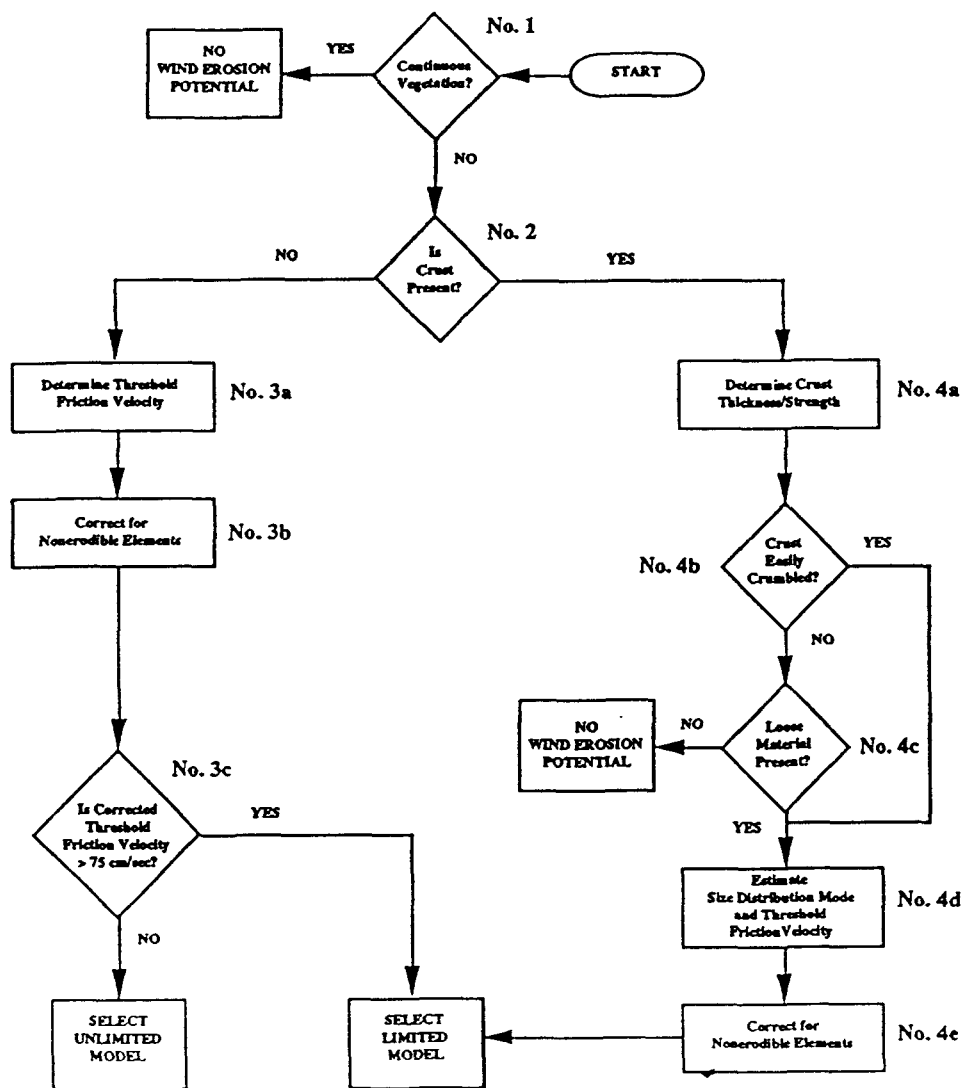 No. 1
YES
NO
WIND EROSION
POTENTIAL
Continuous
Vegetation?
START
NO
No. 2
NO
Is
Crust
Present?
YES
Determine Threshold
Friction Velocity
No. 3a
Determine Crust
Thickness/Strength
No. 4a
Correct for
Nonerodible Elements
No. 3b
No. 4b
Crust
Easily
Crumbled?
YES
NO
NO
WIND EROSION
POTENTIAL
NO
Loose
Material
Present?
No. 4c
No. 3c
Is Corrected
Threshold
Friction Velocity
> 75 cm/sec?
YES
YES
Estimate
Size Distribution Mode
and Threshold
Friction Velocity
No. 4d
NO
SELECT
UNLIMITED
MODEL
SELECT
LIMITED
MODEL
Correct for
Nonerodible Elements
No. 4e